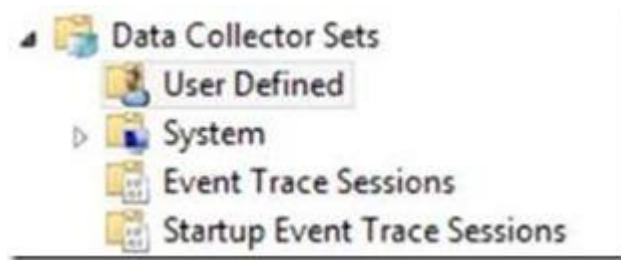 Data Collector Sets
User Defined
System
Event Trace Sessions
Startup Event Trace Sessions